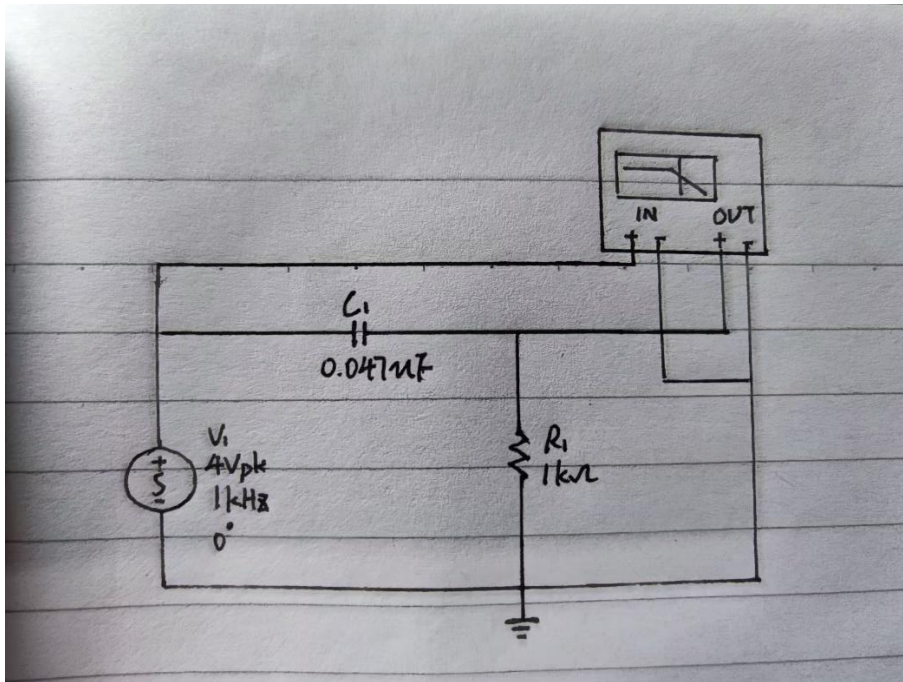 IN OUT
+ - + -
C1
0.047uF
V1
4Vpk
1kHz
0°
+
-
R1
1kΩ